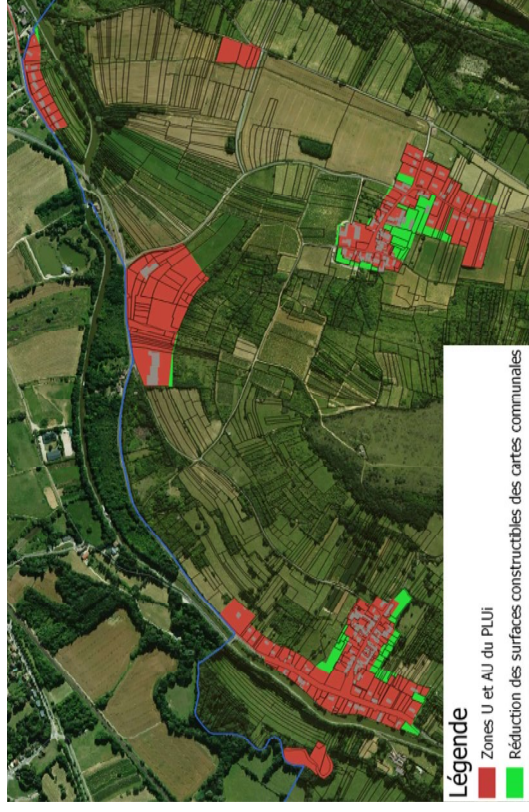 Légende
Zones U et AU du PLUi
Réduction des surfaces constructibles des cartes communales